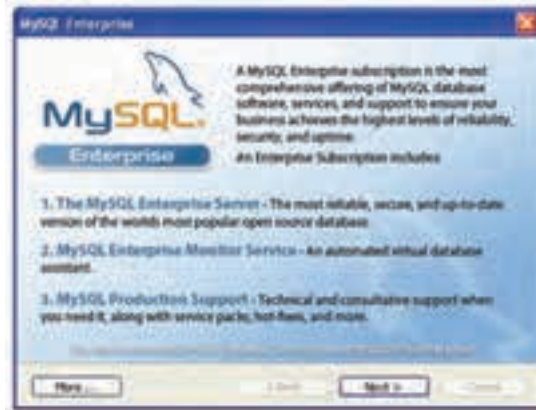 MySQL Enterprise
MySQL.
Enterprise
A MySQL Enterprise subscription is the most
comprehensive offering of MySQL database
software, services, and support to ensure your
business achieves the highest levels of reliability,
security, and uptime.
An Enterprise Subscription includes
1. The MySQL Enterprise Server - The most reliable, secure, and up-to-date
version of the worlds most popular open source database
2. MySQL Enterprise Monitor Service - An automated virtual database
assistant.
3. MySQL Production Support - Technical and consultative support when
you need it, along with service packs, hot-fixes, and more.
More...
< Back
Next >
Cancel